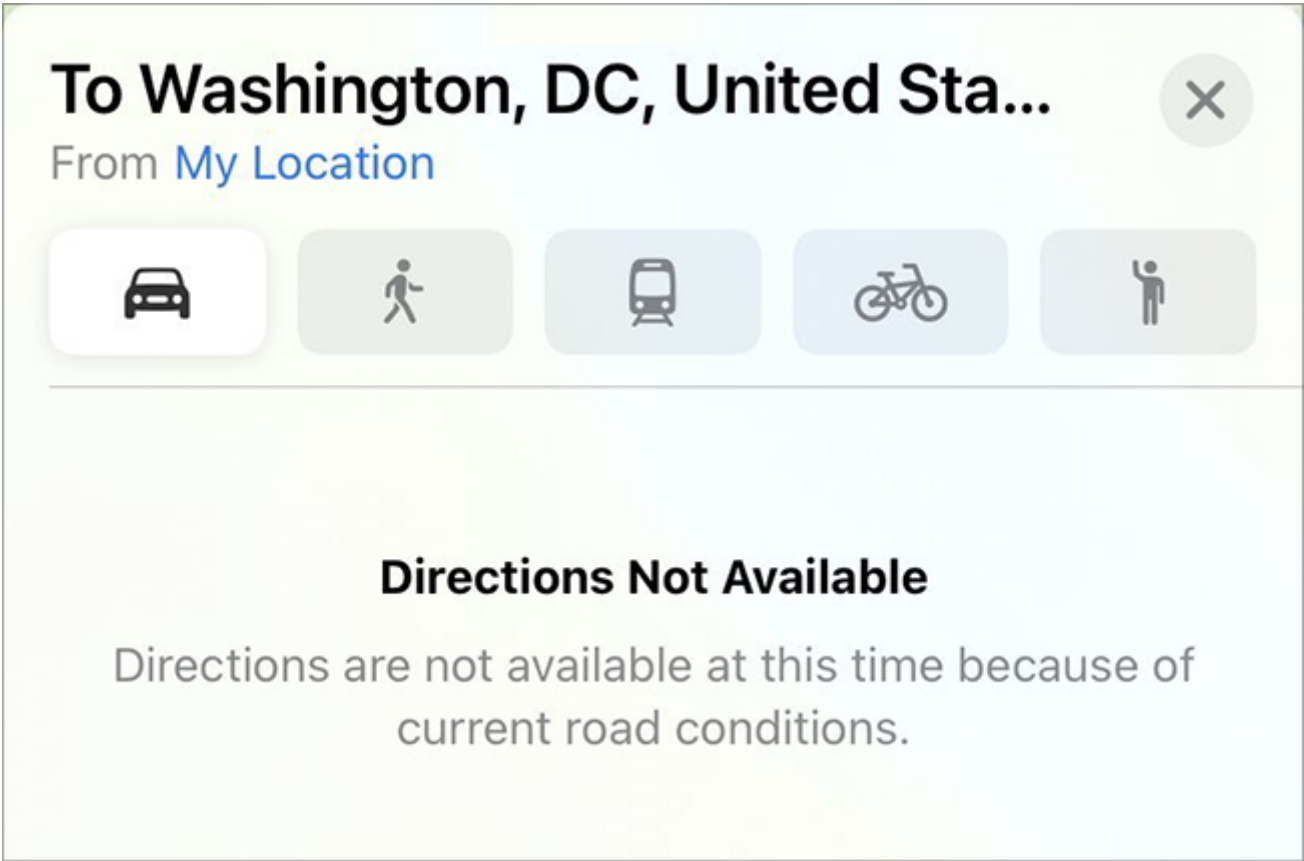 To Washington, DC, United Sta...
From My Location
Directions Not Available
Directions are not available at this time because of
current road conditions.